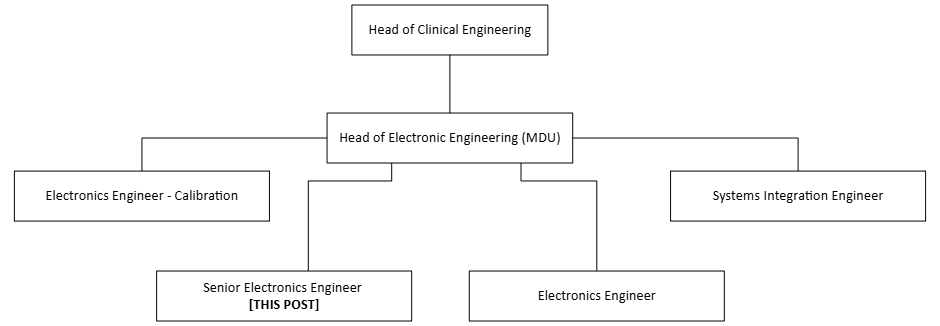 Head of Clinical Engineering
Head of Electronic Engineering (MDU)
Electronics Engineer - Calibration
Systems Integration Engineer
Senior Electronics Engineer
[THIS POST]
Electronics Engineer